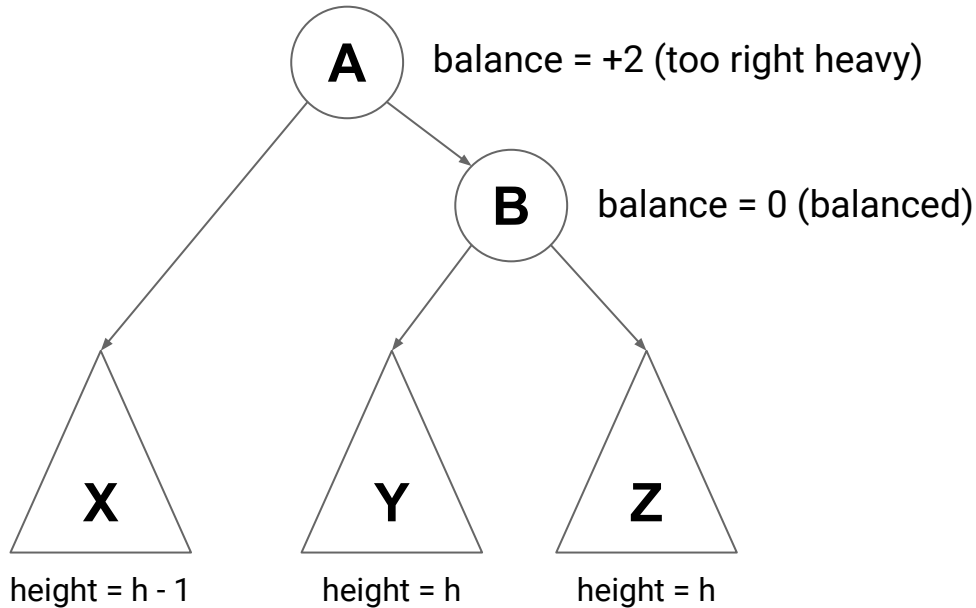 A
balance = +2 (too right heavy)
B
balance = 0 (balanced)
X
Y
Z
height = h - 1
height = h
height = h